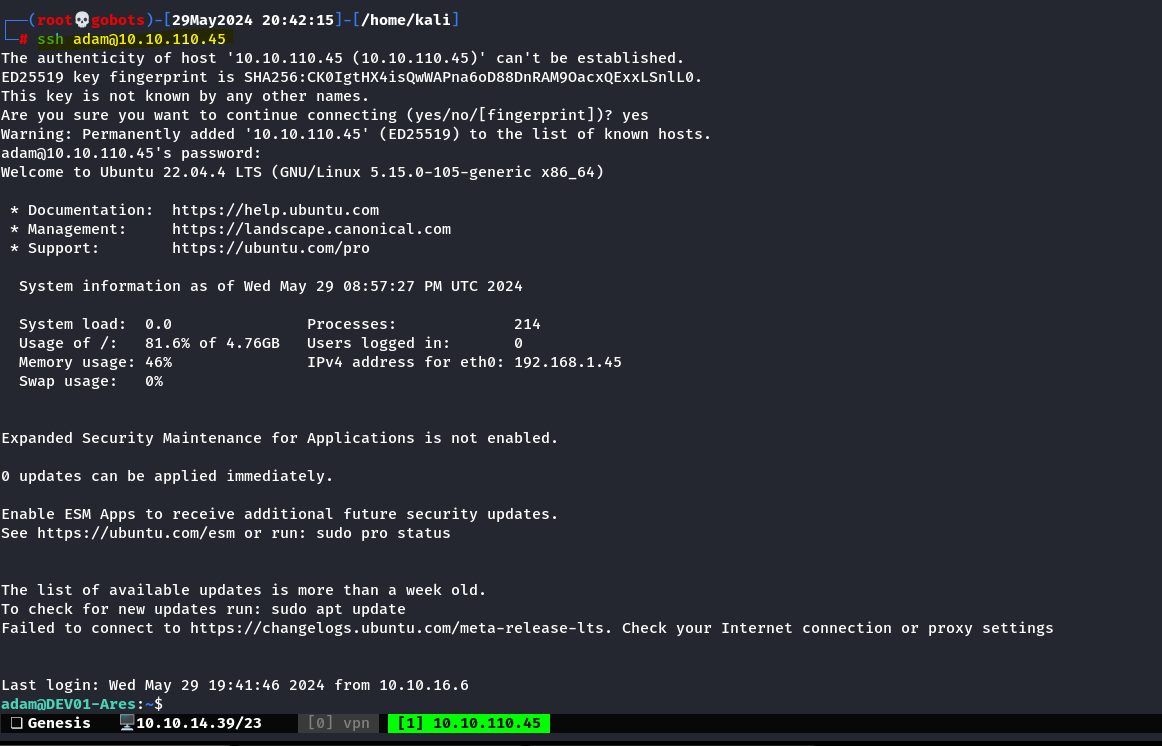 ┌──(root💀gobots)-[29May2024 20:42:15]-[/home/kali]
└─# ssh adam@10.10.110.45
The authenticity of host '10.10.110.45 (10.10.110.45)' can't be established.
ED25519 key fingerprint is SHA256:CK0IgtHX4isQwWAPna6oD88DnRAM9OacxQExxLSnlL0.
This key is not known by any other names.
Are you sure you want to continue connecting (yes/no/[fingerprint])? yes
Warning: Permanently added '10.10.110.45' (ED25519) to the list of known hosts.
adam@10.10.110.45's password:
Welcome to Ubuntu 22.04.4 LTS (GNU/Linux 5.15.0-105-generic x86_64)
 * Documentation:  https://help.ubuntu.com
 * Management:     https://landscape.canonical.com
 * Support:        https://ubuntu.com/pro
  System information as of Wed May 29 08:57:27 PM UTC 2024
  System load:  0.0               Processes:             214
  Usage of /:   81.6% of 4.76GB   Users logged in:       0
  Memory usage: 46%               IPv4 address for eth0: 192.168.1.45
  Swap usage:   0%
Expanded Security Maintenance for Applications is not enabled.
0 updates can be applied immediately.
Enable ESM Apps to receive additional future security updates.
See https://ubuntu.com/esm or run: sudo pro status
The list of available updates is more than a week old.
To check for new updates run: sudo apt update
Failed to connect to https://changelogs.ubuntu.com/meta-release-lts. Check your Internet connection or proxy settings
Last login: Wed May 29 19:41:46 2024 from 10.10.16.6
adam@DEV01-Ares:~$
❏ Genesis 🖥️10.10.14.39/23 [0] vpn [1] 10.10.110.45